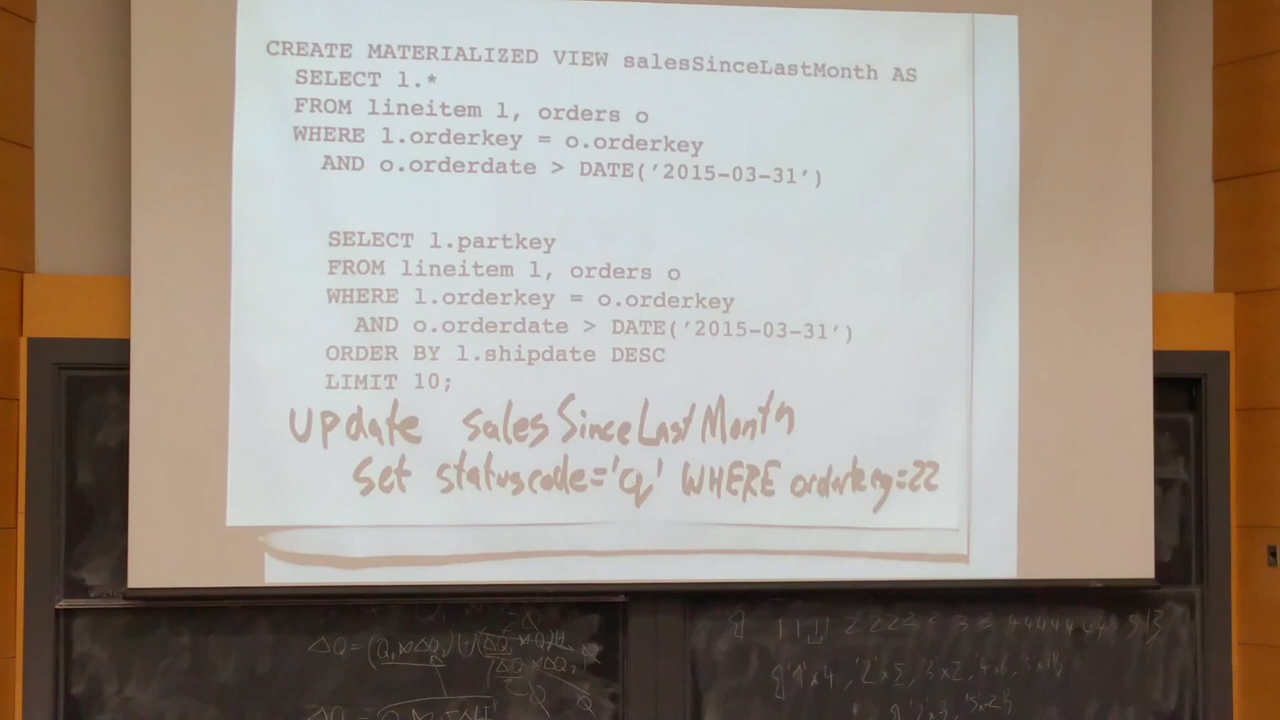 CREATE MATERIALIZED VIEW salesSinceLastMonth AS
SELECT l.*
FROM lineitem l, orders o
WHERE l.orderkey = o.orderkey
AND o.orderdate > DATE('2015-03-31')
SELECT l.partkey
FROM lineitem l, orders o
WHERE l.orderkey = o.orderkey
AND o.orderdate > DATE('2015-03-31')
ORDER BY l.shipdate DESC
LIMIT 10;
update salesSinceLastMonth
set statuscode='q' WHERE orderkey=22